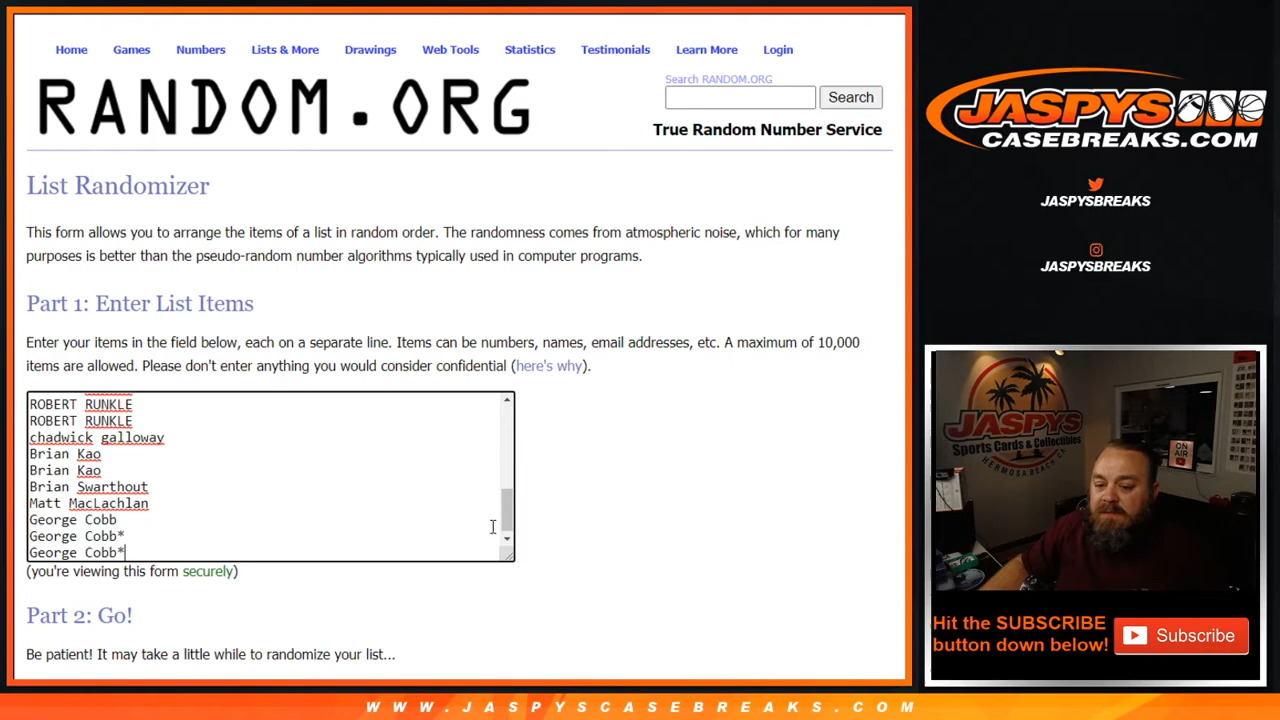 Home Games Numbers Lists & More Drawings Web Tools Statistics Testimonials Learn More Login
RANDOM.ORG
Search RANDOM.ORG
Search
True Random Number Service
List Randomizer
This form allows you to arrange the items of a list in random order. The randomness comes from atmospheric noise, which for many
purposes is better than the pseudo-random number algorithms typically used in computer programs.
Part 1: Enter List Items
Enter your items in the field below, each on a separate line. Items can be numbers, names, email addresses, etc. A maximum of 10,000
items are allowed. Please don't enter anything you would consider confidential (here's why).
ROBERT RUNKLE
ROBERT RUNKLE
chadwick galloway
Brian Kao
Brian Kao
Brian Swarthout
Matt MacLachlan
George Cobb
George Cobb*
George Cobb*
(you're viewing this form securely)
Part 2: Go!
Be patient! It may take a little while to randomize your list...
JASPYS
CASEBREAKS.COM
JASPYSBREAKS
JASPYSBREAKS
JASPYS
Sports Cards & Collectibles
HERMOSA BEACH, CA
ON AIR
Hit the SUBSCRIBE
button down below!
Subscribe
WWW.JASPYSCASEBREAKS.COM